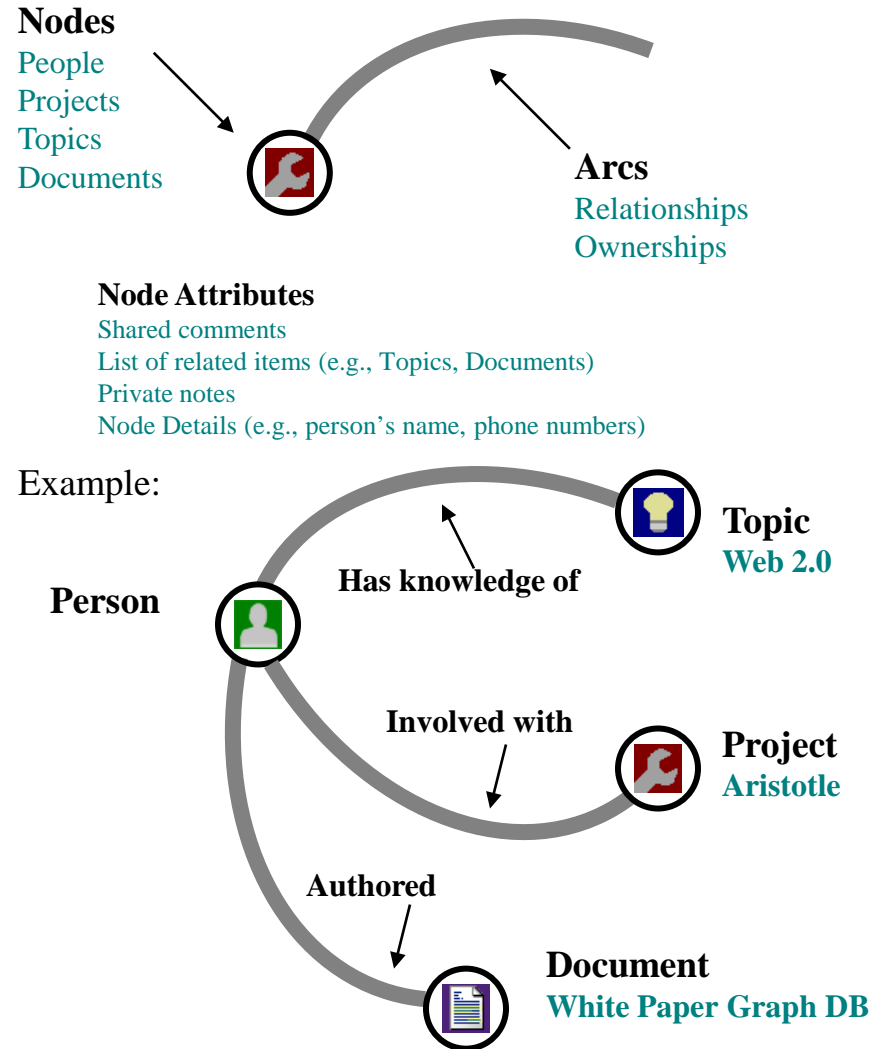 Nodes
People
Projects
Topics
Documents
Arcs
Relationships
Ownerships
Node Attributes
Shared comments
List of related items (e.g., Topics, Documents)
Private notes
Node Details (e.g., person’s name, phone numbers)
Example:
Topic
Web 2.0
Has knowledge of
Person
Involved with
Project
Aristotle
Authored
Document
White Paper Graph DB